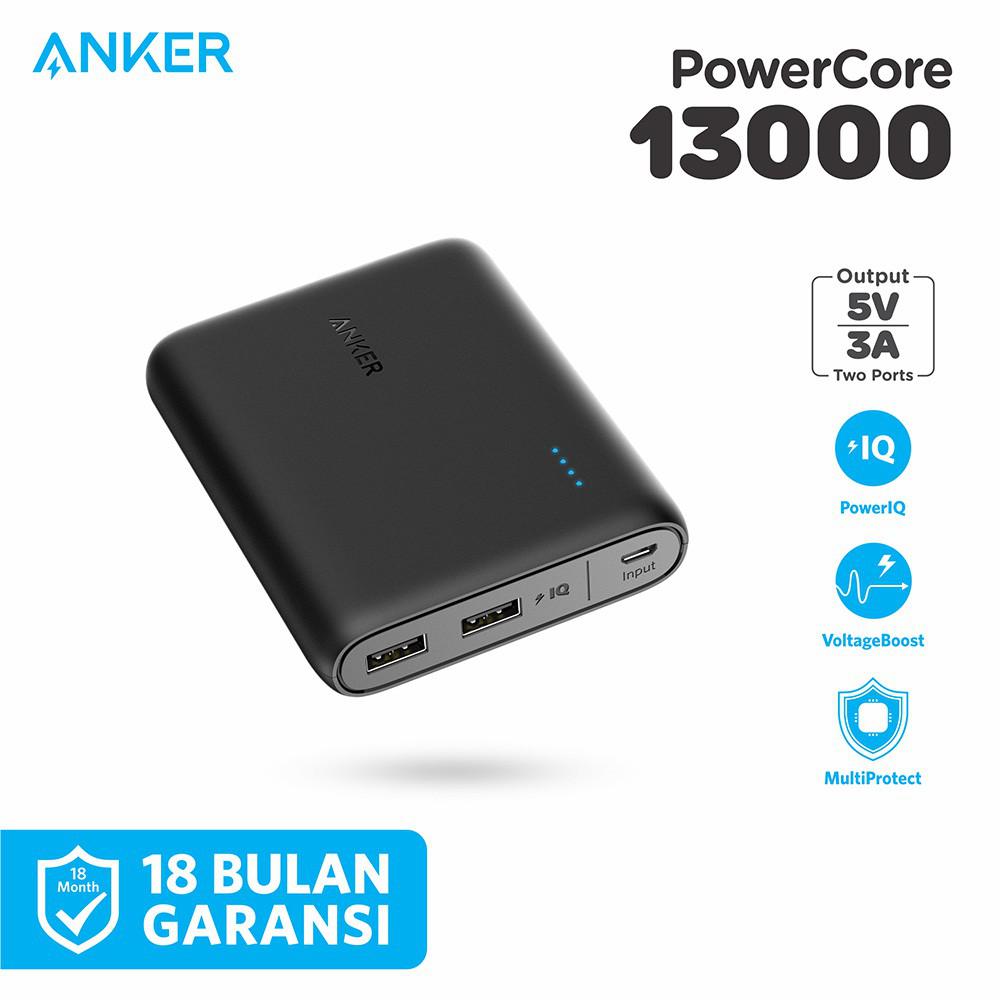 ANKER
PowerCore
13000
ANKER
Output
5V
3A
Two Ports
IQ
PowerIQ
VoltageBoost
MultiProtect
IQ
Input
18
Month
18 BULAN
GARANSI